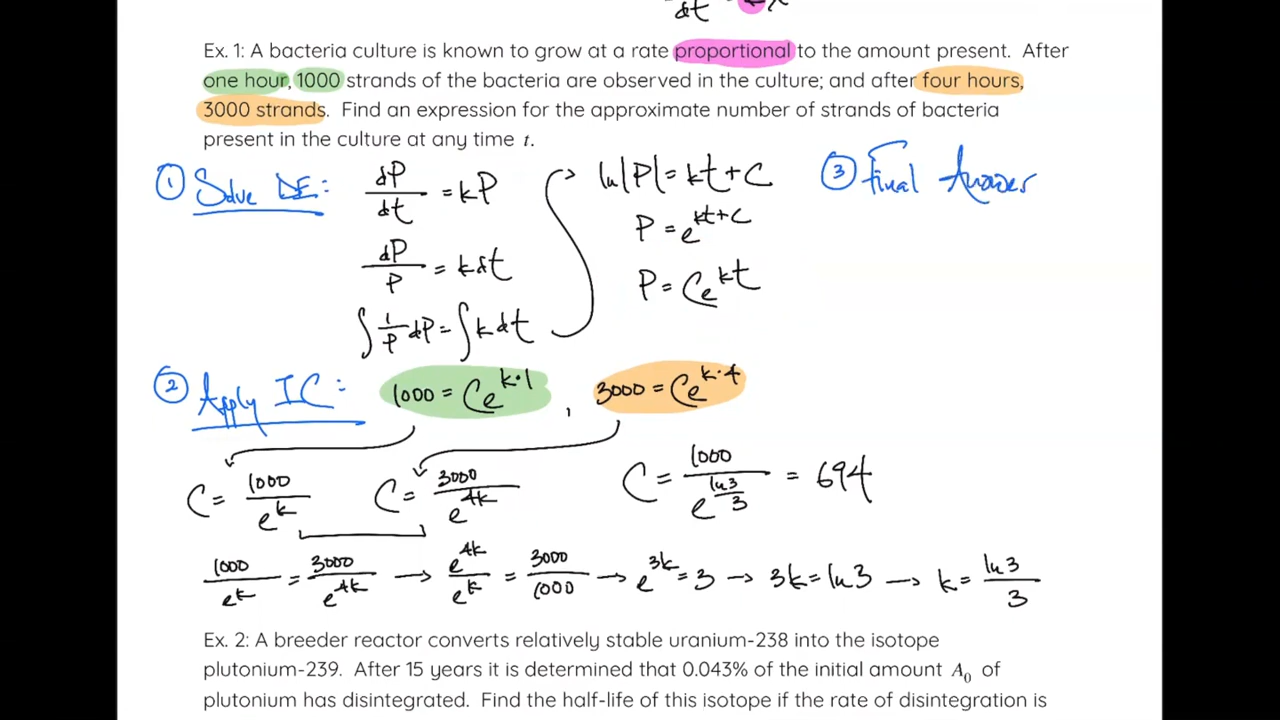 dt
Ex. 1: A bacteria culture is known to grow at a rate proportional to the amount present. After
one hour, 1000 strands of the bacteria are observed in the culture; and after four hours,
3000 strands. Find an expression for the approximate number of strands of bacteria
present in the culture at any time t.
① Solve DE:
dP/dt = kP
dP/P = kdt
∫ 1/P dP = ∫ k dt
ln|P| = kt + C
P = e^{kt+C}
P = Ce^{kt}
③ Final Answer
② Apply IC:
1000 = Ce^{k·1} , 3000 = Ce^{k·4}
C = 1000/e^k
C = 3000/e^{4k}
C = 1000/e^{ln3/3} = 694
1000/e^k = 3000/e^{4k} → e^{4k}/e^k = 3000/1000 → e^{3k} = 3 → 3k = ln3 → k = ln3/3
Ex. 2: A breeder reactor converts relatively stable uranium-238 into the isotope
plutonium-239. After 15 years it is determined that 0.043% of the initial amount A₀ of
plutonium has disintegrated. Find the half-life of this isotope if the rate of disintegration is